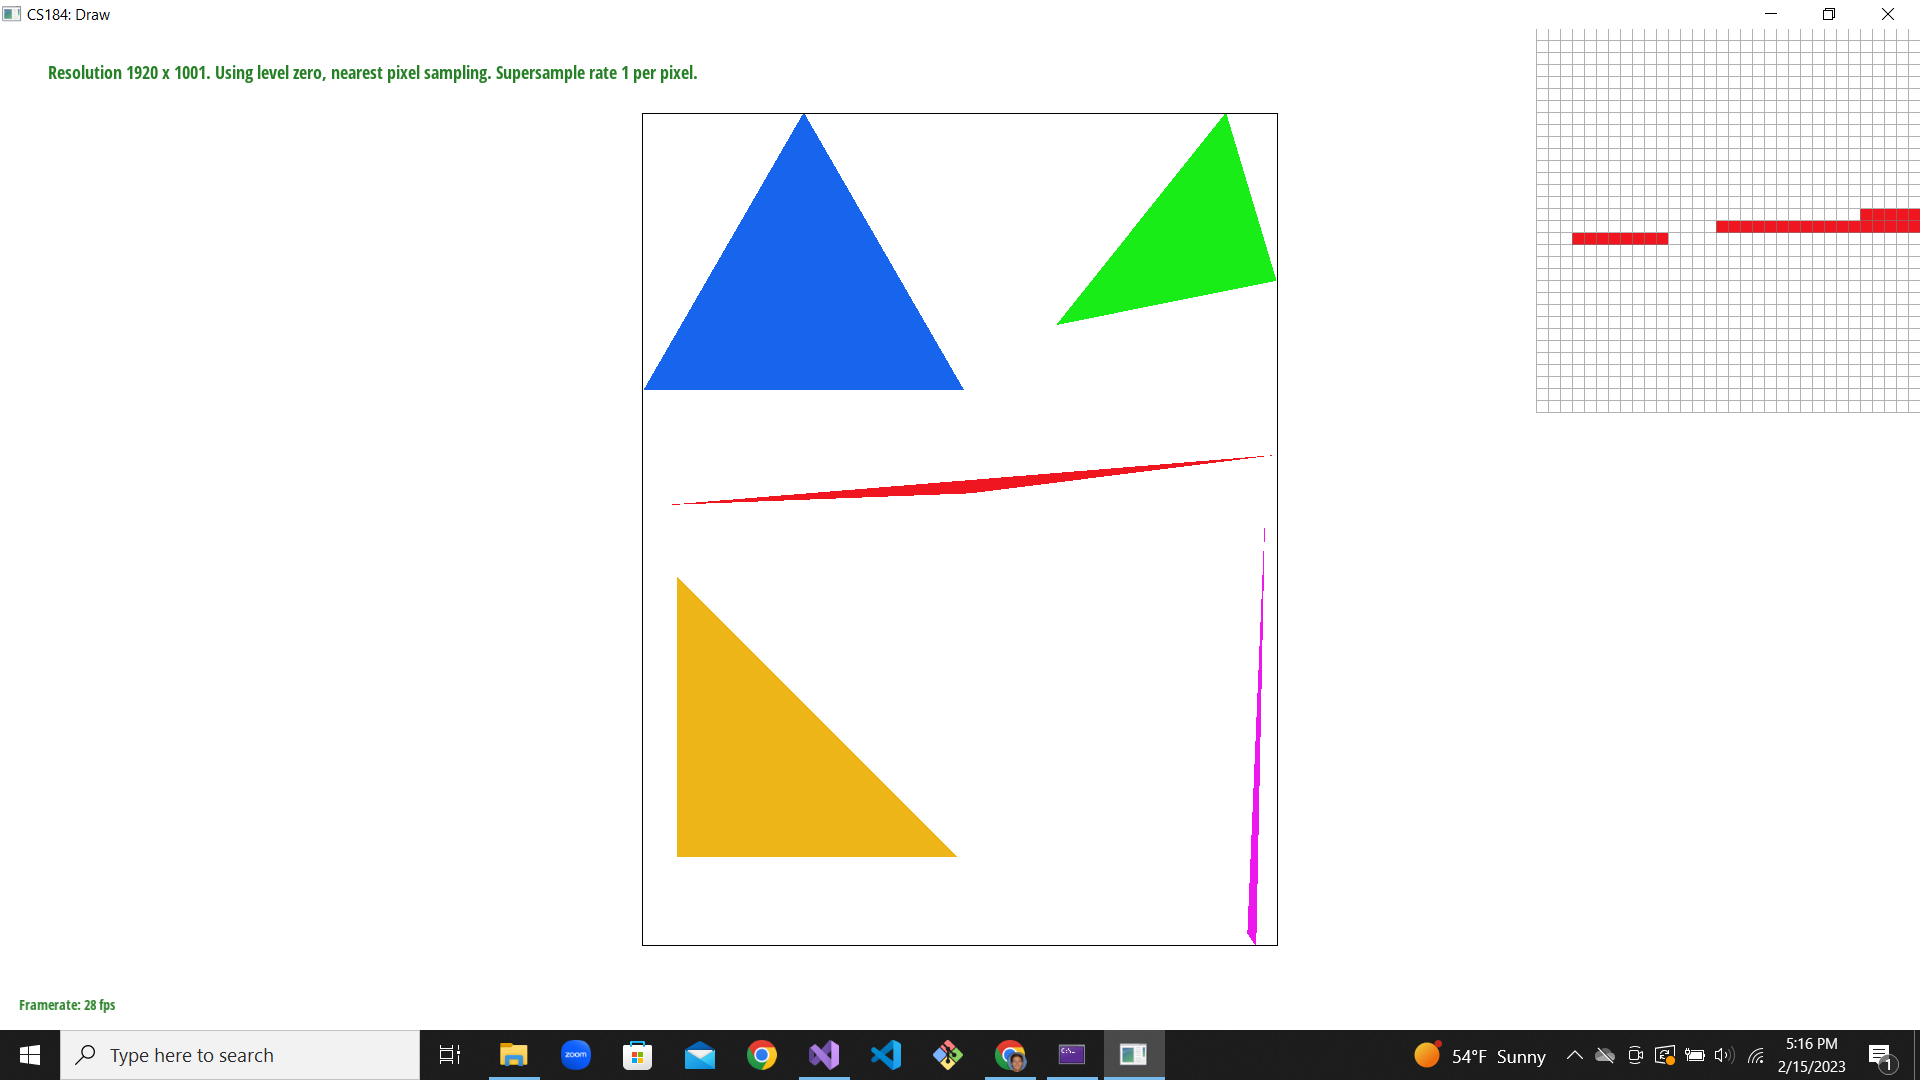 CS184: Draw
Resolution 1920 x 1001. Using level zero, nearest pixel sampling. Supersample rate 1 per pixel.
Framerate: 28 fps
Type here to search
zoom
C:\.
54°F Sunny
5:16 PM
2/15/2023
1